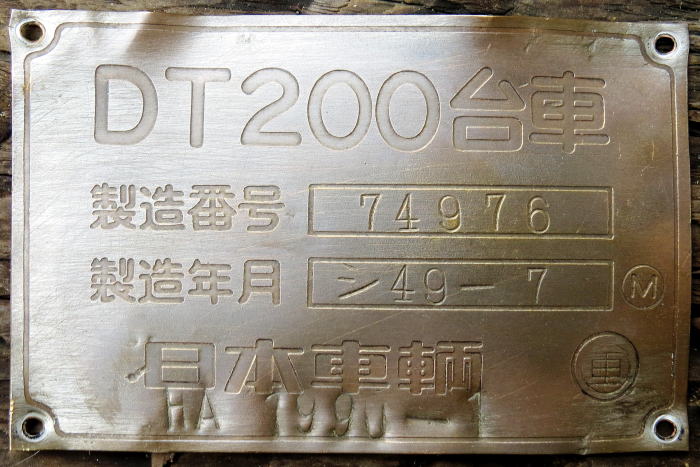 DT200台車
製造番号 74976
製造年月 シ49-7 Ⓜ
日本車輌 車
HA 1990-1